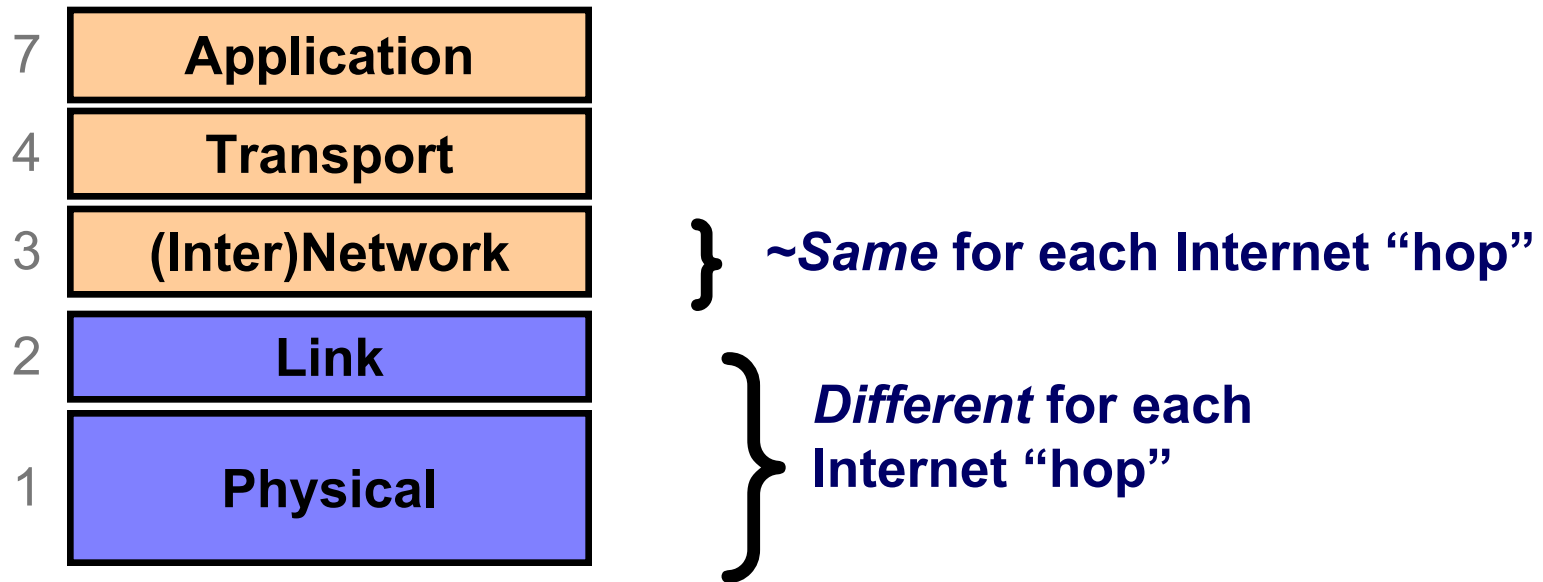 7 Application
4 Transport
3 (Inter)Network
~Same for each Internet “hop”
2 Link
Different for each
Internet “hop”
1 Physical